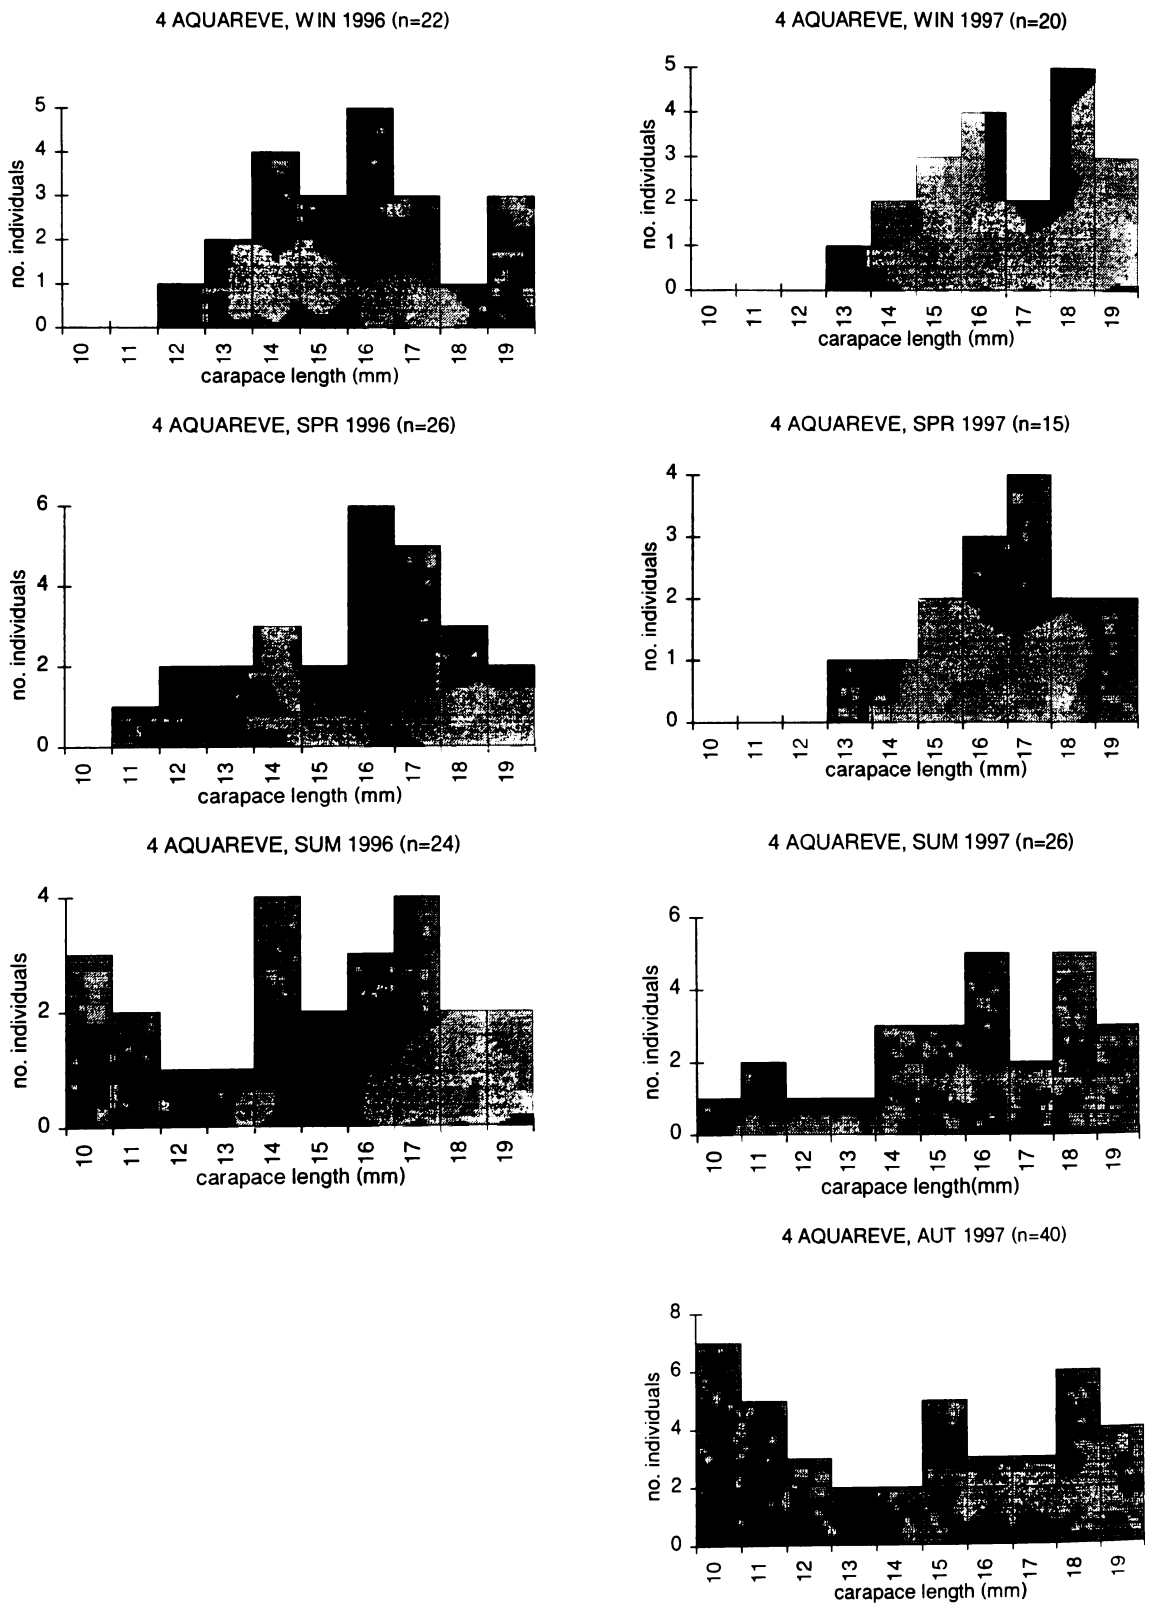 4 AQUAREVE, WIN 1996 (n=22)
5
4
3
2
1
0
no. individuals
10 11 12 13 14 15 16 17 18 19
carapace length (mm)
4 AQUAREVE, WIN 1997 (n=20)
5
4
3
2
1
0
no. individuals
10 11 12 13 14 15 16 17 18 19
carapace length (mm)
4 AQUAREVE, SPR 1996 (n=26)
6
4
2
0
no. individuals
10 11 12 13 14 15 16 17 18 19
carapace length (mm)
4 AQUAREVE, SPR 1997 (n=15)
4
3
2
1
0
no. individuals
10 11 12 13 14 15 16 17 18 19
carapace length (mm)
4 AQUAREVE, SUM 1996 (n=24)
4
2
0
no. individuals
10 11 12 13 14 15 16 17 18 19
carapace length (mm)
4 AQUAREVE, SUM 1997 (n=26)
6
4
2
0
no. individuals
10 11 12 13 14 15 16 17 18 19
carapace length(mm)
4 AQUAREVE, AUT 1997 (n=40)
8
6
4
2
0
no. individuals
10 11 12 13 14 15 16 17 18 19
carapace length (mm)